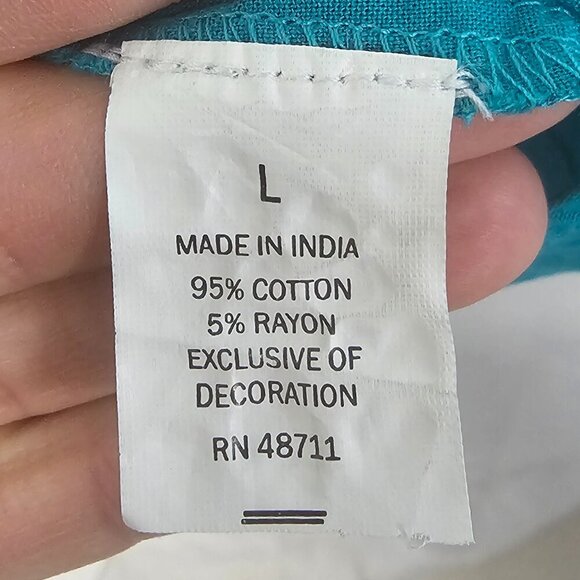 L
MADE IN INDIA
95% COTTON
5% RAYON
EXCLUSIVE OF
DECORATION
RN 48711